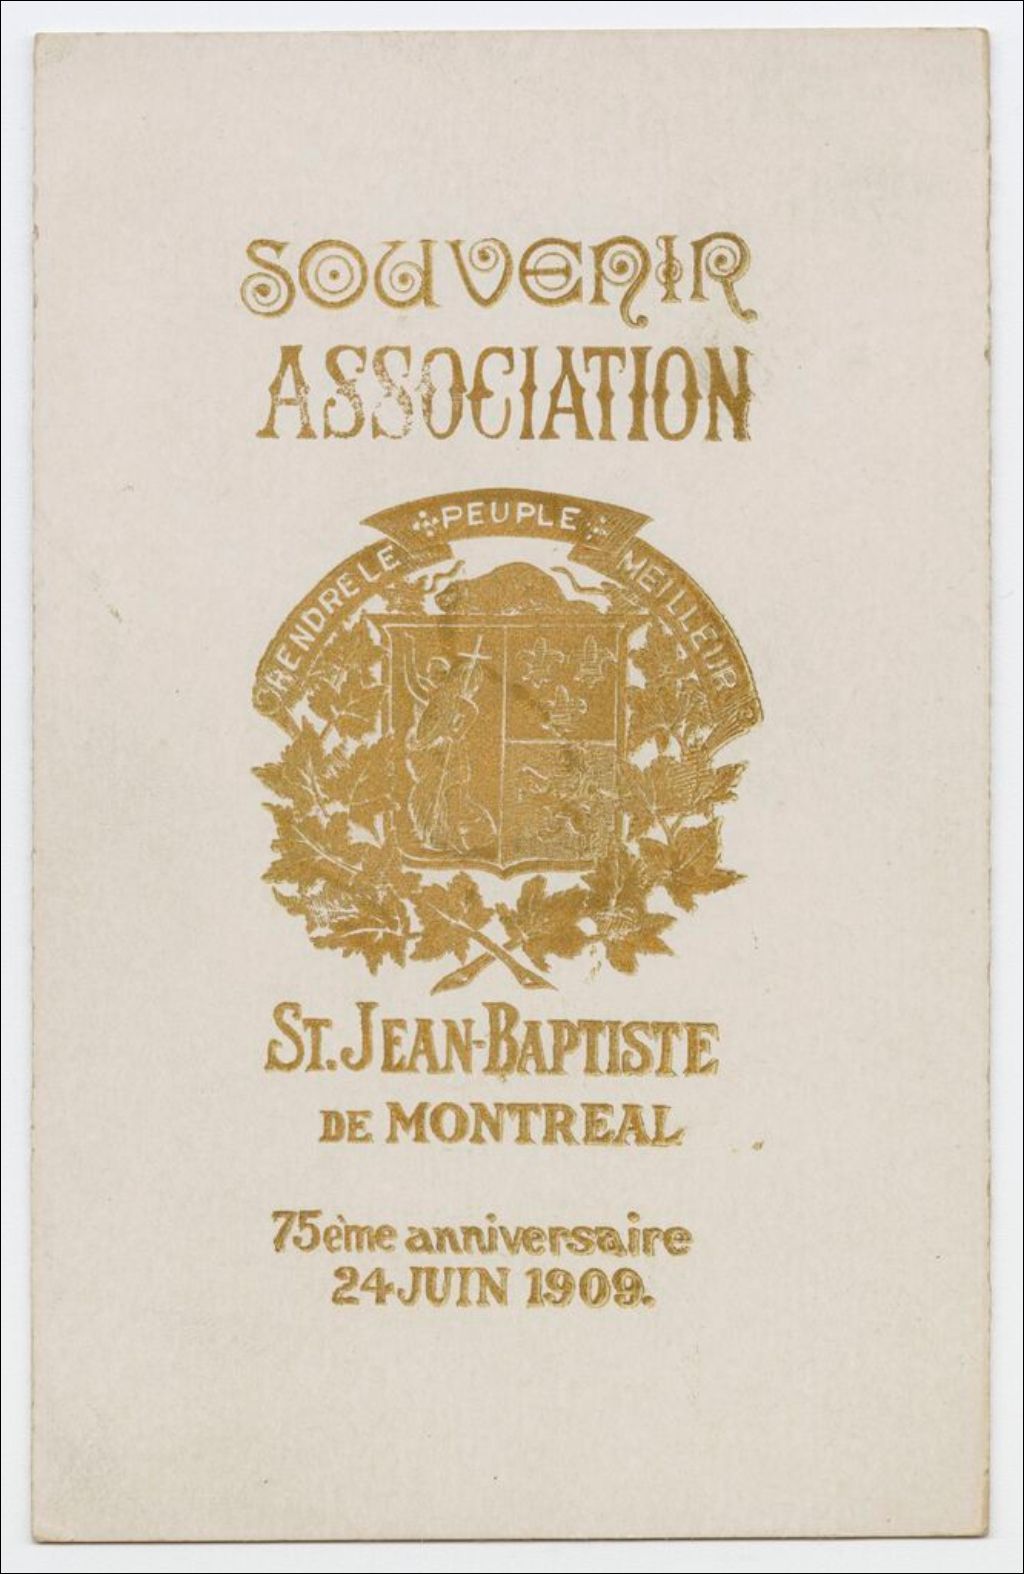 SOUVENIR
ASSOCIATION
RENDRE LE PEUPLE MEILLEUR
ST. JEAN-BAPTISTE
DE MONTREAL
75ème anniversaire
24 JUIN 1909.